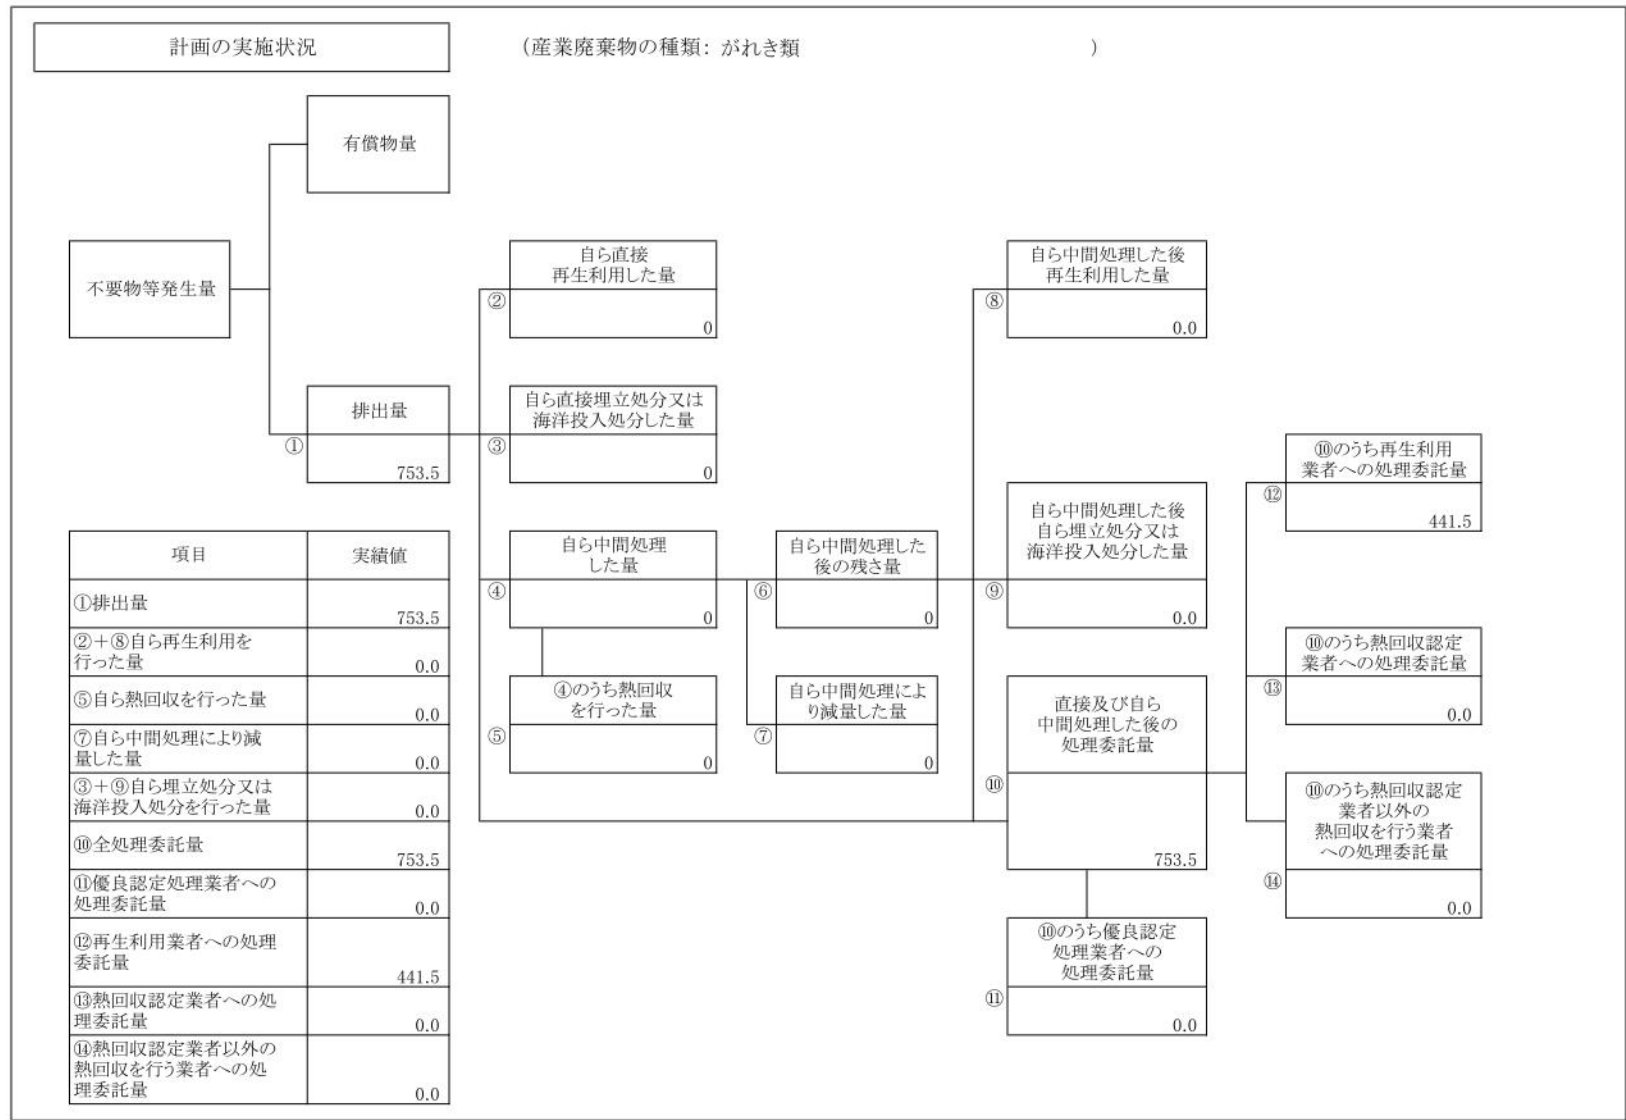 計画の実施状況
（産業廃棄物の種類： がれき類 ）
有償物量
不要物等発生量
自ら直接
再生利用した量
②
0
自ら中間処理した後
再生利用した量
⑧
0.0
排出量
①
753.5
自ら直接埋立処分又は
海洋投入処分した量
③
0
⑩のうち再生利用
業者への処理委託量
⑫
441.5
自ら中間処理
した量
④
0
自ら中間処理した
後の残さ量
⑥
0
自ら中間処理した後
自ら埋立処分又は
海洋投入処分した量
⑨
0.0
⑩のうち熱回収認定
業者への処理委託量
⑬
0.0
④のうち熱回収
を行った量
⑤
0
自ら中間処理によ
り減量した量
⑦
0
直接及び自ら
中間処理した後の
処理委託量
⑩
753.5
⑩のうち熱回収認定
業者以外の
熱回収を行う業者
への処理委託量
⑭
0.0
⑩のうち優良認定
処理業者への
処理委託量
⑪
0.0
項目 実績値
①排出量
753.5
②＋⑧自ら再生利用を
行った量
0.0
⑤自ら熱回収を行った量
0.0
⑦自ら中間処理により減
量した量
0.0
③＋⑨自ら埋立処分又は
海洋投入処分を行った量
0.0
⑩全処理委託量
753.5
⑪優良認定処理業者への
処理委託量
0.0
⑫再生利用業者への処理
委託量
441.5
⑬熱回収認定業者への処
理委託量
0.0
⑭熱回収認定業者以外の
熱回収を行う業者への処
理委託量
0.0